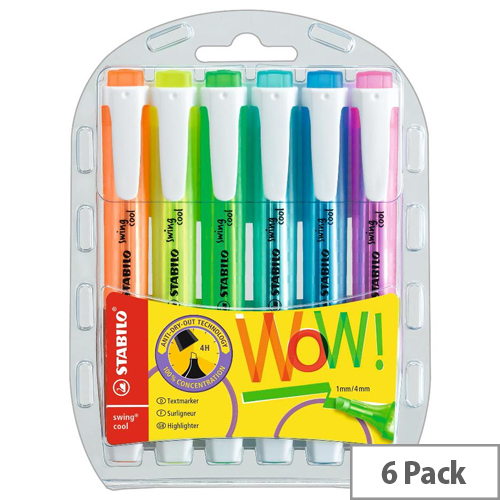 swing cool
STABILO
swing cool
STABILO
swing cool
STABILO
swing cool
STABILO
swing cool
STABILO
swing cool
STABILO
STABILO
swing®
cool
ANTI-DRY-OUT TECHNOLOGY
4H
100% CONCENTRATION
D Textmarker
F Surligneur
GB Highlighter
WOW!
1mm/4mm
6 Pack